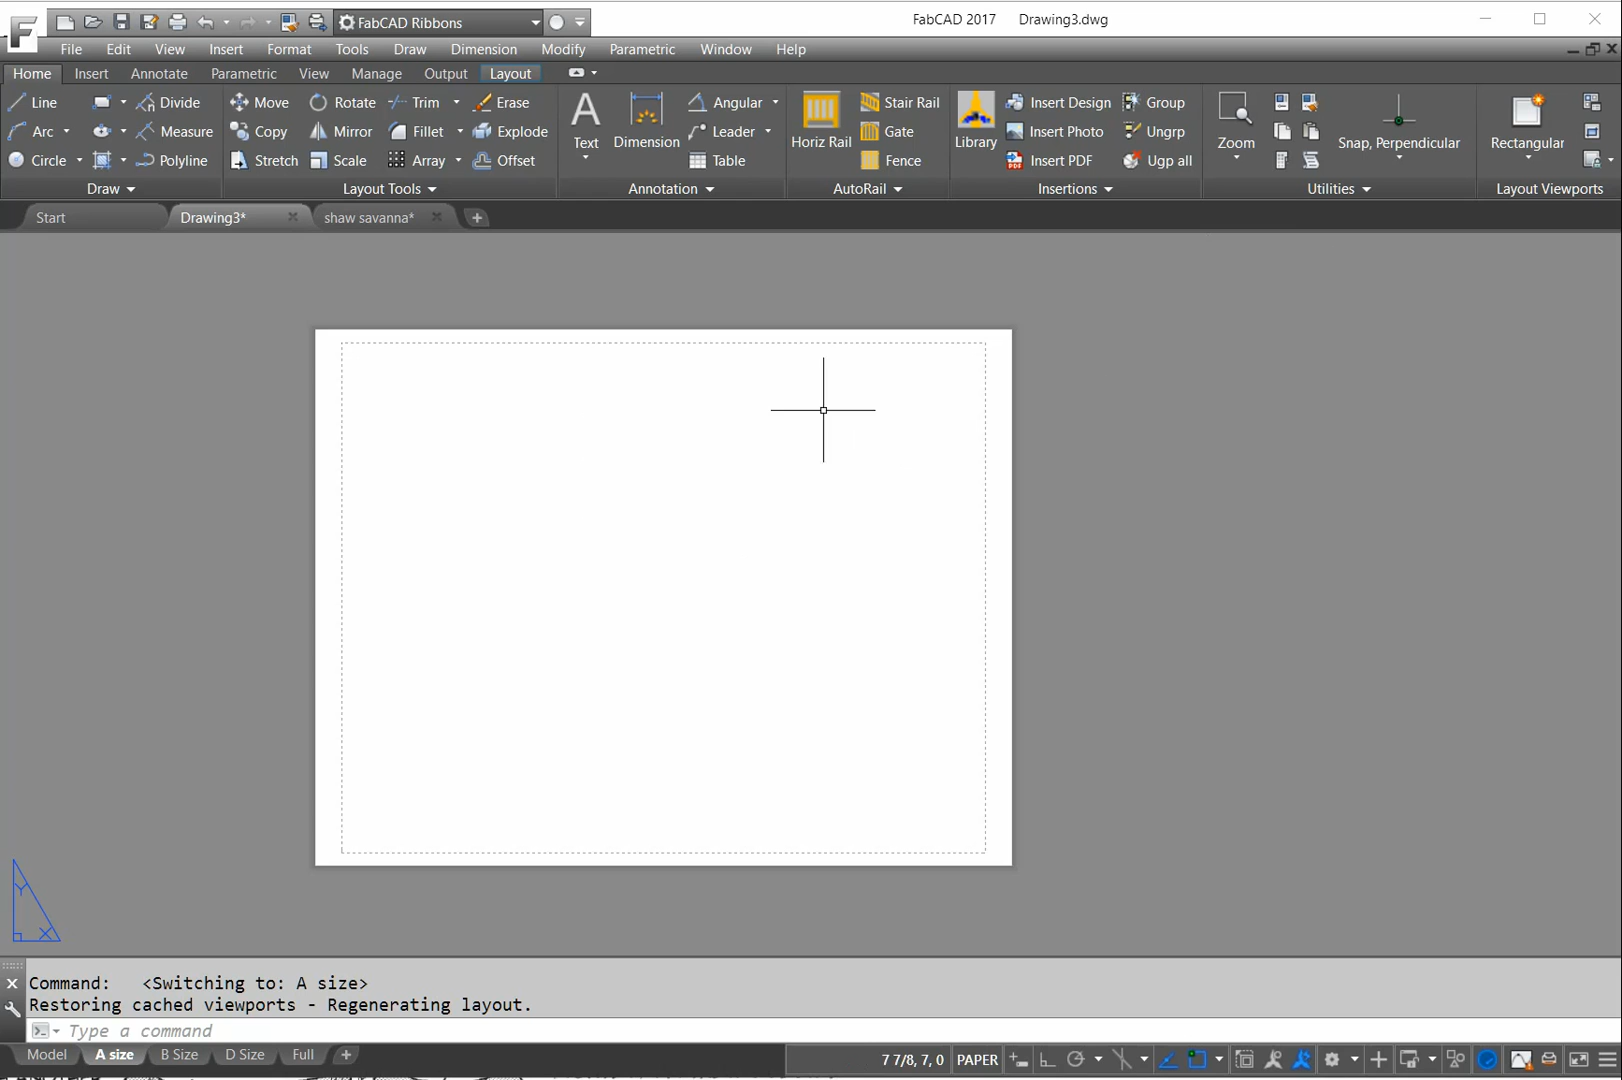 F FabCAD Ribbons FabCAD 2017 Drawing3.dwg
File Edit View Insert Format Tools Draw Dimension Modify Parametric Window Help
Home Insert Annotate Parametric View Manage Output Layout
Line Divide Move Rotate Trim Erase Angular Stair Rail Insert Design Group
Arc Measure Copy Mirror Fillet Explode Text Dimension Leader Horiz Rail Gate Library Insert Photo Ungrp Zoom Snap, Perpendicular Rectangular
Circle Polyline Stretch Scale Array Offset Table Fence Insert PDF Ugp all
Draw Layout Tools Annotation AutoRail Insertions Utilities Layout Viewports
Start Drawing3* shaw savanna*
Y
X
Command: <Switching to: A size>
Restoring cached viewports - Regenerating layout.
Type a command
Model A size B Size D Size Full 7 7/8, 7, 0 PAPER